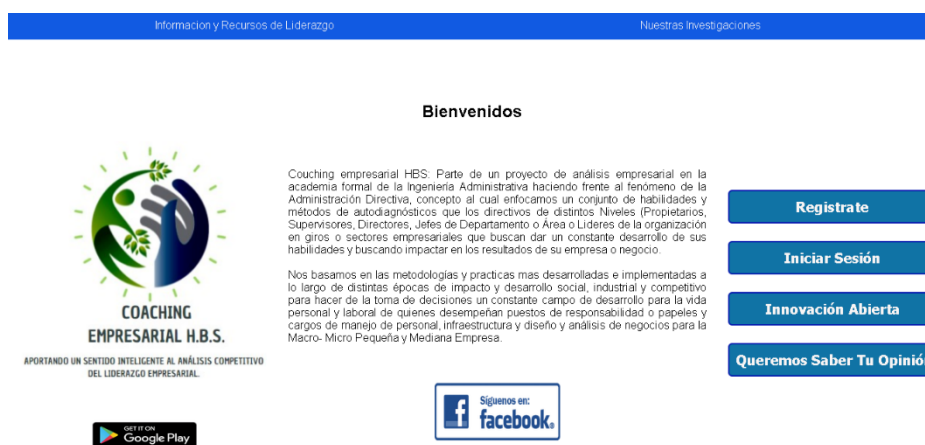 Informacion y Recursos de Liderazgo
Nuestras Investigaciones
Bienvenidos
COACHING
EMPRESARIAL H.B.S.
APORTANDO UN SENTIDO INTELIGENTE AL ANÁLISIS COMPETITIVO
DEL LIDERAZGO EMPRESARIAL.
GET IT ON
Google Play
Couching empresarial HBS: Parte de un proyecto de análisis empresarial en la
academia formal de la Ingeniería Administrativa haciendo frente al fenómeno de la
Administración Directiva, concepto al cual enfocamos un conjunto de habilidades y
métodos de autodiagnósticos que los directivos de distintos Niveles (Propietarios,
Supervisores, Directores, Jefes de Departamento o Área o Lideres de la organización
en giros o sectores empresariales que buscan dar un constante desarrollo de sus
habilidades y buscando impactar en los resultados de su empresa o negocio.
Nos basamos en las metodologías y practicas mas desarrolladas e implementadas a
lo largo de distintas épocas de impacto y desarrollo social, industrial y competitivo
para hacer de la toma de decisiones un constante campo de desarrollo para la vida
personal y laboral de quienes desempeñan puestos de responsabilidad o papeles y
cargos de manejo de personal, infraestructura y diseño y análisis de negocios para la
Macro- Micro Pequeña y Mediana Empresa.
Síguenos en:
facebook.
Registrate
Iniciar Sesión
Innovación Abierta
Queremos Saber Tu Opinión